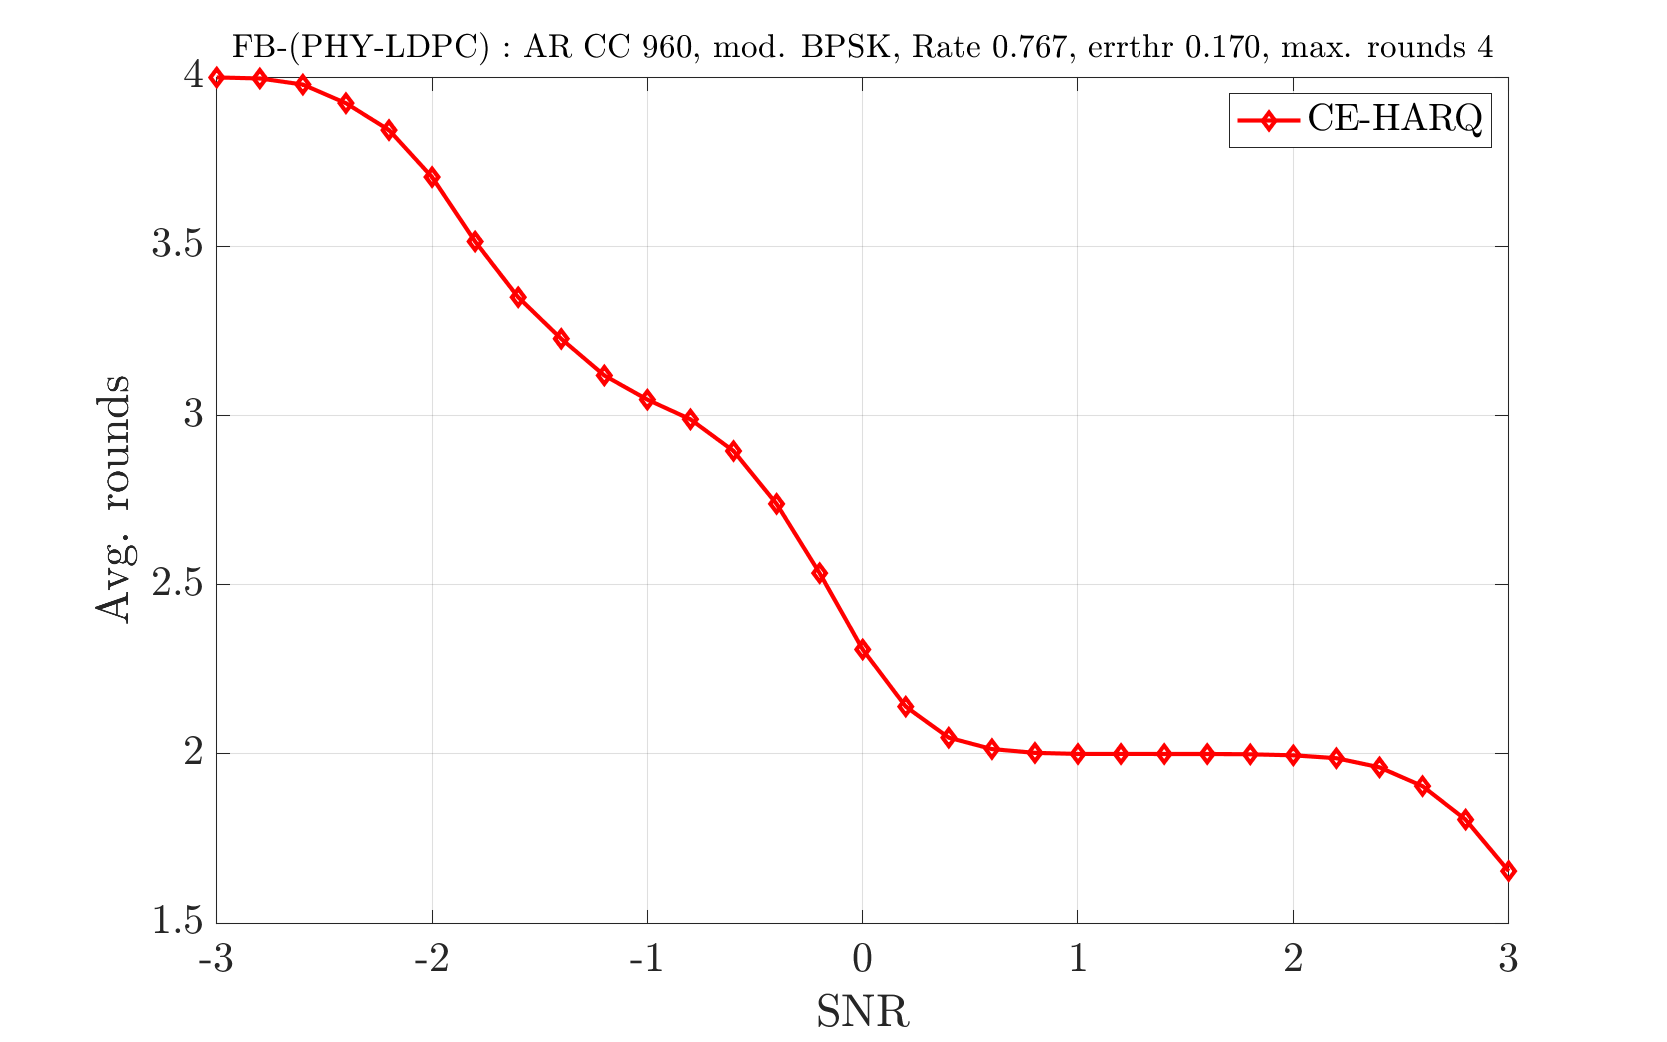 FB-(PHY-LDPC) : AR CC 960, mod. BPSK, Rate 0.767, errthr 0.170, max. rounds 4
CE-HARQ
Avg. rounds
4
3.5
3
2.5
2
1.5
-3 -2 -1 0 1 2 3
SNR